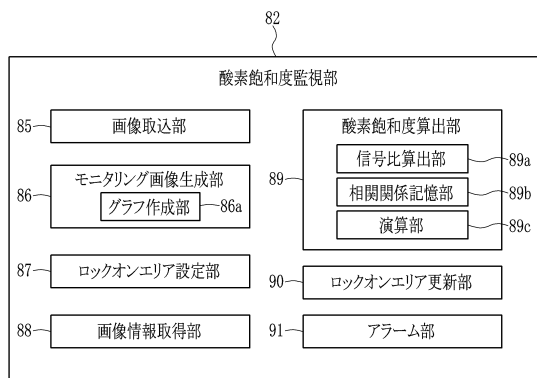 82
酸素飽和度監視部
85
画像取込部
86
モニタリング画像生成部
グラフ作成部
86a
87
ロックオンエリア設定部
88
画像情報取得部
89
酸素飽和度算出部
信号比算出部
89a
相関関係記憶部
89b
演算部
89c
90
ロックオンエリア更新部
91
アラーム部